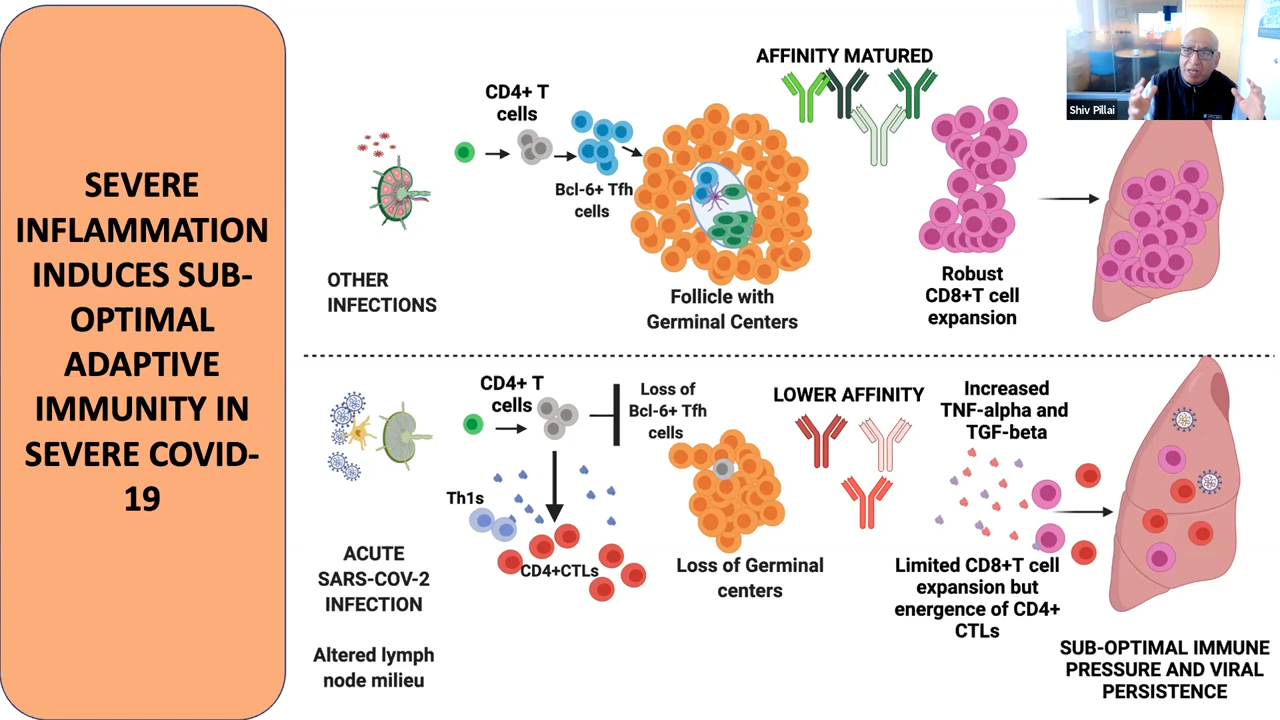 SEVERE
INFLAMMATION
INDUCES SUB-
OPTIMAL
ADAPTIVE
IMMUNITY IN
SEVERE COVID-
19
AFFINITY MATURED
CD4+ T
cells
Bcl-6+ Tfh
cells
OTHER
INFECTIONS
Follicle with
Germinal Centers
Robust
CD8+T cell
expansion
Shiv Pillai
CD4+ T
cells
Loss of
Bcl-6+ Tfh
cells
LOWER AFFINITY
Increased
TNF-alpha and
TGF-beta
Th1s
CD4+CTLs
ACUTE
SARS-COV-2
INFECTION
Altered lymph
node milieu
Loss of Germinal
centers
Limited CD8+T cell
expansion but
energence of CD4+
CTLs
SUB-OPTIMAL IMMUNE
PRESSURE AND VIRAL
PERSISTENCE